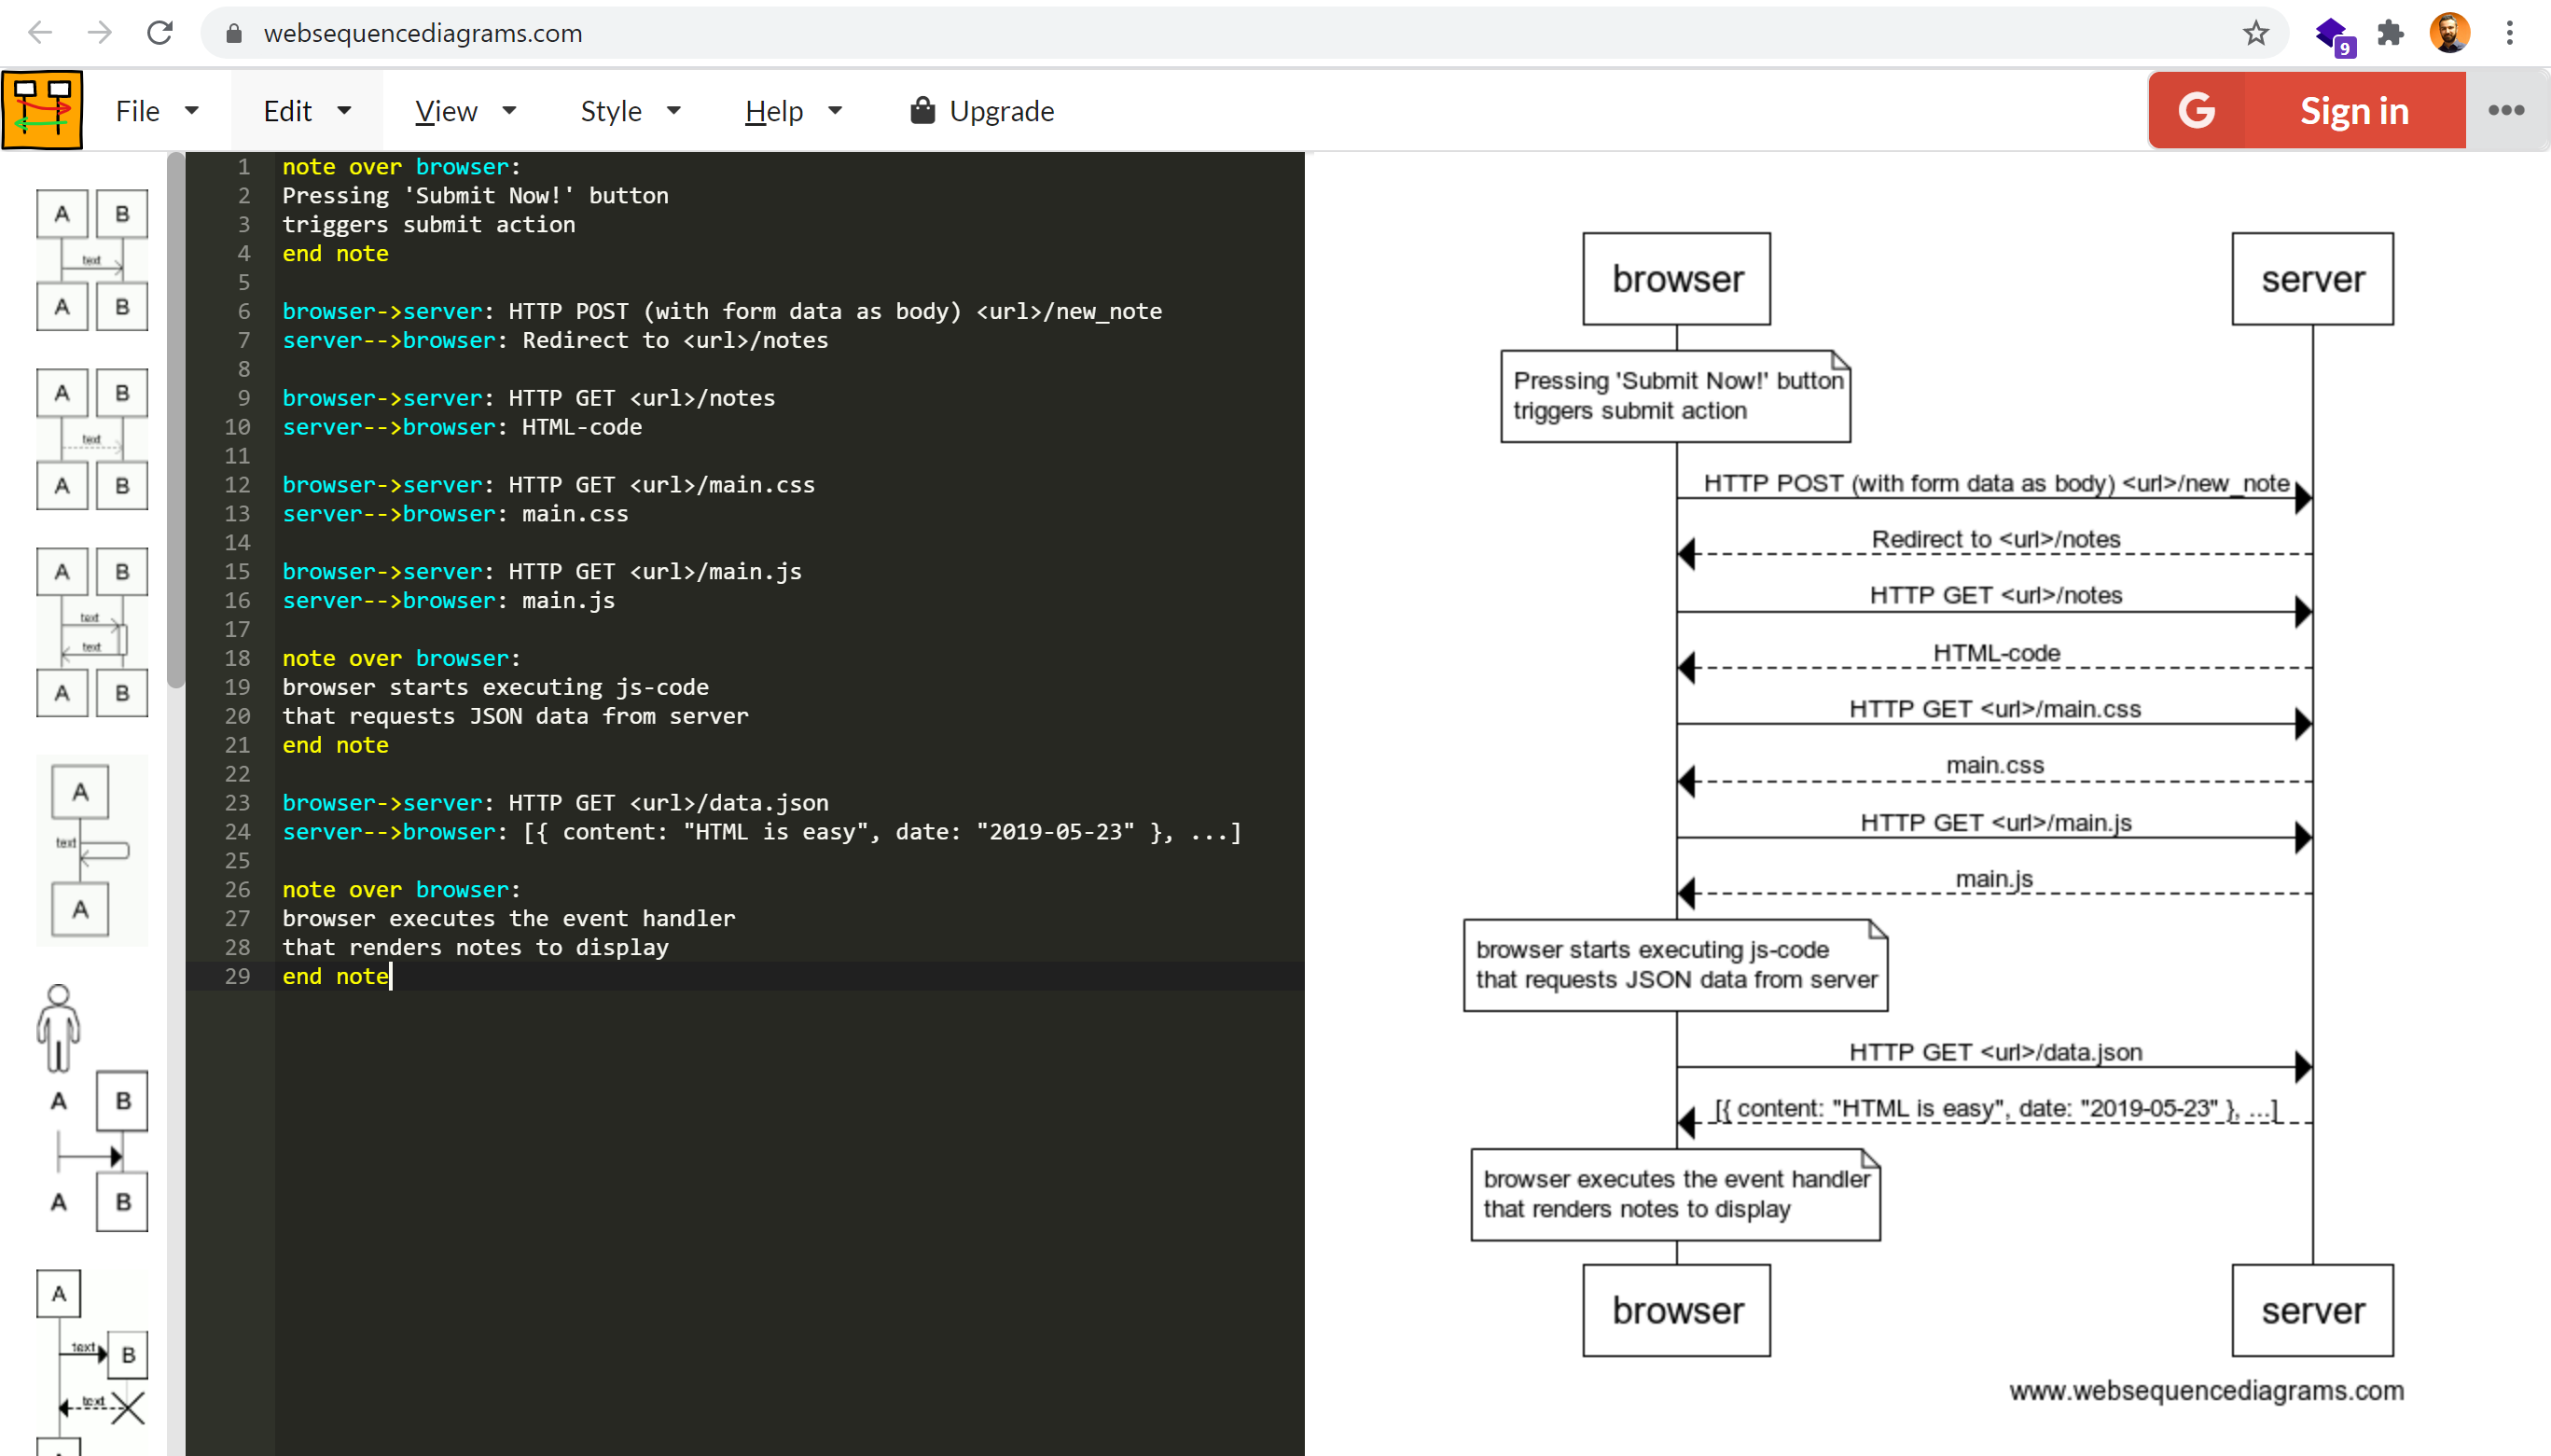 websequencediagrams.com
9
File
Edit
View
Style
Help
Upgrade
G
Sign in
A B
text
A B
A B
text
A B
A B
text
text
A B
A
text
A
A B
A B
A
text B
text
A
1 note over browser:
2 Pressing 'Submit Now!' button
3 triggers submit action
4 end note
5
6 browser->server: HTTP POST (with form data as body) <url>/new_note
7 server-->browser: Redirect to <url>/notes
8
9 browser->server: HTTP GET <url>/notes
10 server-->browser: HTML-code
11
12 browser->server: HTTP GET <url>/main.css
13 server-->browser: main.css
14
15 browser->server: HTTP GET <url>/main.js
16 server-->browser: main.js
17
18 note over browser:
19 browser starts executing js-code
20 that requests JSON data from server
21 end note
22
23 browser->server: HTTP GET <url>/data.json
24 server-->browser: [{ content: "HTML is easy", date: "2019-05-23" }, ...]
25
26 note over browser:
27 browser executes the event handler
28 that renders notes to display
29 end note
browser server
Pressing 'Submit Now!' button
triggers submit action
HTTP POST (with form data as body) <url>/new_note
Redirect to <url>/notes
HTTP GET <url>/notes
HTML-code
HTTP GET <url>/main.css
main.css
HTTP GET <url>/main.js
main.js
browser starts executing js-code
that requests JSON data from server
HTTP GET <url>/data.json
[{ content: "HTML is easy", date: "2019-05-23" }, ...]
browser executes the event handler
that renders notes to display
browser server
www.websequencediagrams.com